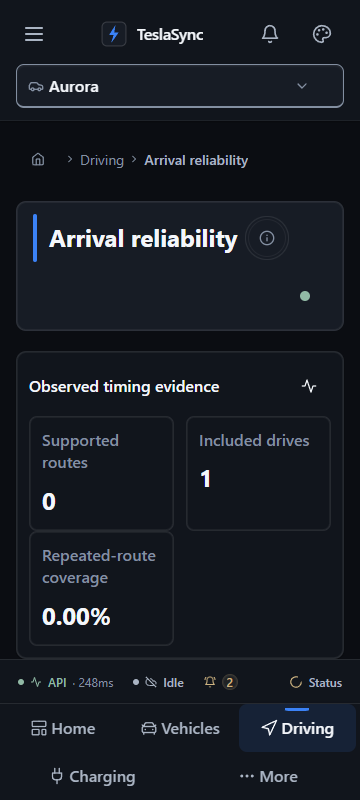 TeslaSync
Aurora
Driving
Arrival reliability
Arrival reliability
Observed timing evidence
Supported
routes
0
Included drives
1
Repeated-route
coverage
0.00%
API · 248ms
Idle
2
Status
Home
Vehicles
Driving
Charging
More